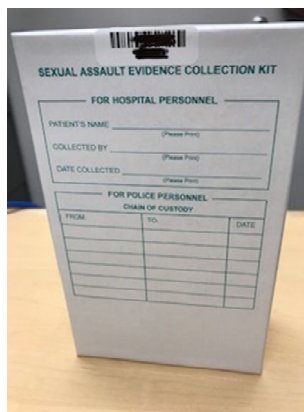 SEXUAL ASSAULT EVIDENCE COLLECTION KIT
FOR HOSPITAL PERSONNEL
PATIENT'S NAME
(Please Print)
COLLECTED BY
(Please Print)
DATE COLLECTED
(Please Print)
FOR POLICE PERSONNEL
CHAIN OF CUSTODY
FROM: TO: DATE